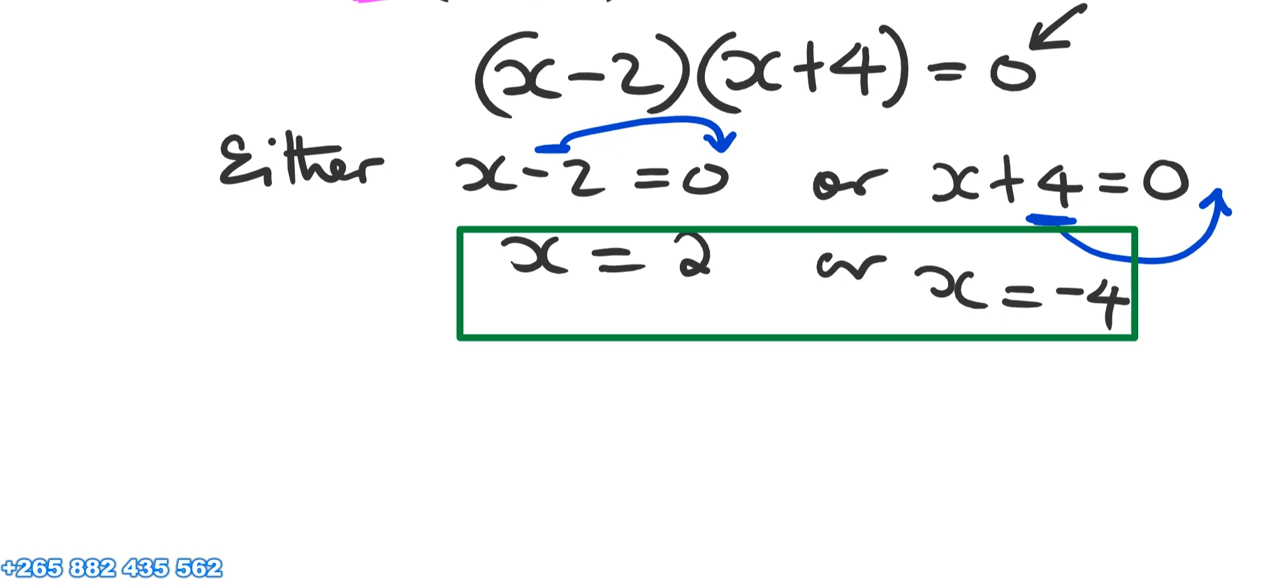 (x-2)(x+4) = 0
Either x-2 = 0 or x+4 = 0
x = 2 or x = -4
+265 882 435 562